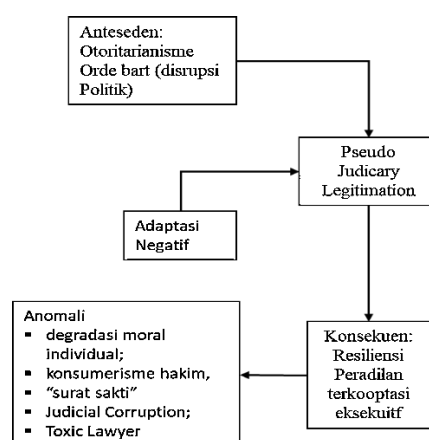 Anteseden:
Otoritarianisme
Orde bart (disrupsi
Politik)
Pseudo
Judicary
Legitimation
Adaptasi
Negatif
Konsekuen:
Resiliensi
Peradilan
terkooptasi
eksekuitf
Anomali
▪ degradasi moral
individual;
▪ konsumerisme hakim,
▪ “surat sakti”
▪ Judicial Corruption;
▪ Toxic Lawyer